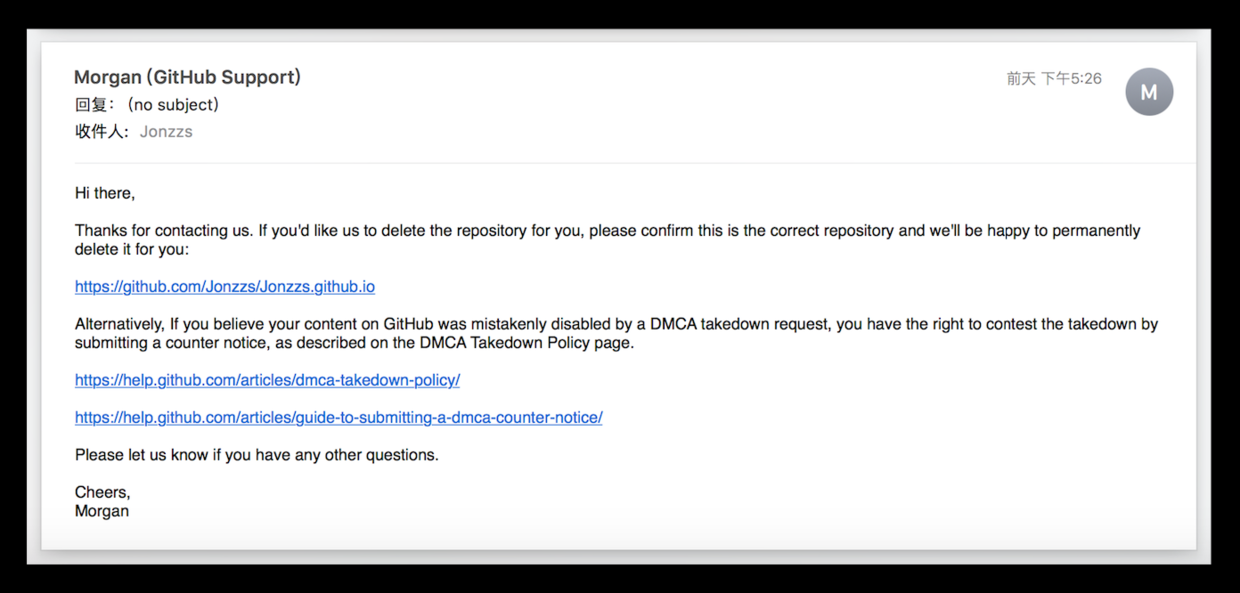 Morgan (GitHub Support)
前天 下午5:26
M
回复： (no subject)
收件人: Jonzzs
Hi there,
Thanks for contacting us. If you'd like us to delete the repository for you, please confirm this is the correct repository and we'll be happy to permanently
delete it for you:
https://github.com/Jonzzs/Jonzzs.github.io
Alternatively, If you believe your content on GitHub was mistakenly disabled by a DMCA takedown request, you have the right to contest the takedown by
submitting a counter notice, as described on the DMCA Takedown Policy page.
https://help.github.com/articles/dmca-takedown-policy/
https://help.github.com/articles/guide-to-submitting-a-dmca-counter-notice/
Please let us know if you have any other questions.
Cheers,
Morgan